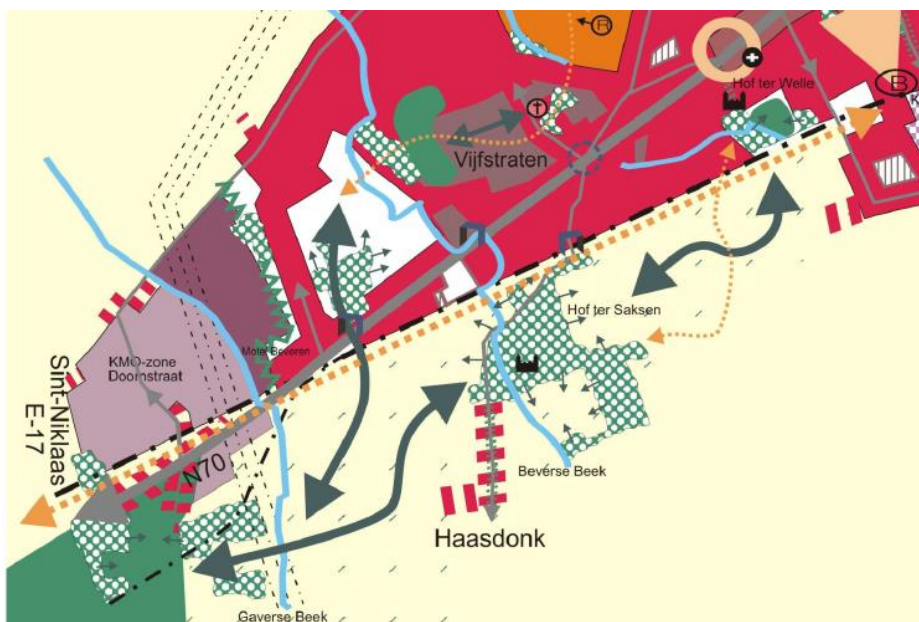 R
Hof ter Welle
B
Vijfstraten
Hof ter Saksen
Motel Beveren
KMO-zone
Doornstraat
Sint-Niklaas
E-17
N70
Beverse Beek
Haasdonk
Gaverse Beek